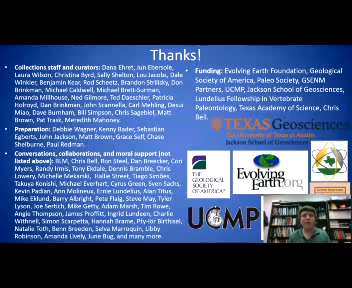 Thanks!
• Collections staff and curators: Dana Ehret, Jun Ebersole,
Laura Wilson, Christina Byrd, Sally Shelton, Lou Jacobs, Dale
Winkler, Benjamin Kear, Rod Scheetz, Brandon Strilisky, Don
Brinkman, Michael Caldwell, Michael Brett-Surman,
Amanda Millhouse, Ned Gilmore, Ted Daeschler, Patricia
Holroyd, Dan Brinkman, John Scannella, Carl Mehling, Desui
Miao, Dave Burnham, Bill Simpson, Chris Sagebiel, Matt
Brown, Pat Trask, Meredith Mahoney.
• Preparation: Debbie Wagner, Kenny Bader, Sebastian
Egberts, John Jackson, Matt Brown, Grace Self, Chase
Shelburne, Paul Bedison.
• Conversations, collaborations, and moral support (not
listed above): BLM, Chris Bell, Ron Steel, Dan Breecker, Cori
Myers, Randy Irmis, Tony Ekdale, Dennis Bramble, Chris
Lowery, Michelle Mekarski, Hallie Street, Tiago Simões,
Takuya Konishi, Michael Everhart, Cyrus Green, Sven Sachs,
Kevin Padian, Ann Molineux, Ernie Lundelius, Alan Titus,
Mike Eklund, Barry Albright, Pete Flaig, Steve May, Tyler
Lyson, Joe Sertich, Mike Getty, Adam Marsh, Tim Rowe,
Angie Thompson, James Proffitt, Ingrid Lundeen, Charlie
Withnell, Simon Scarpetta, Hannah Brame, Pty-lör Birthisel,
Natalie Toth, Benn Breeden, Selva Marroquin, Libby
Robinson, Amanda Lively, June Bug, and many more.
• Funding: Evolving Earth Foundation, Geological
Society of America, Paleo Society, GSENM
Partners, UCMP, Jackson School of Geosciences,
Lundelius Fellowship in Vertebrate
Paleontology, Texas Academy of Science, Chris
Bell.
TEXAS Geosciences
The University of Texas at Austin
Jackson School of Geosciences
THE
GEOLOGICAL
SOCIETY
OF AMERICA®
Evolving
Earth.org
UCMP